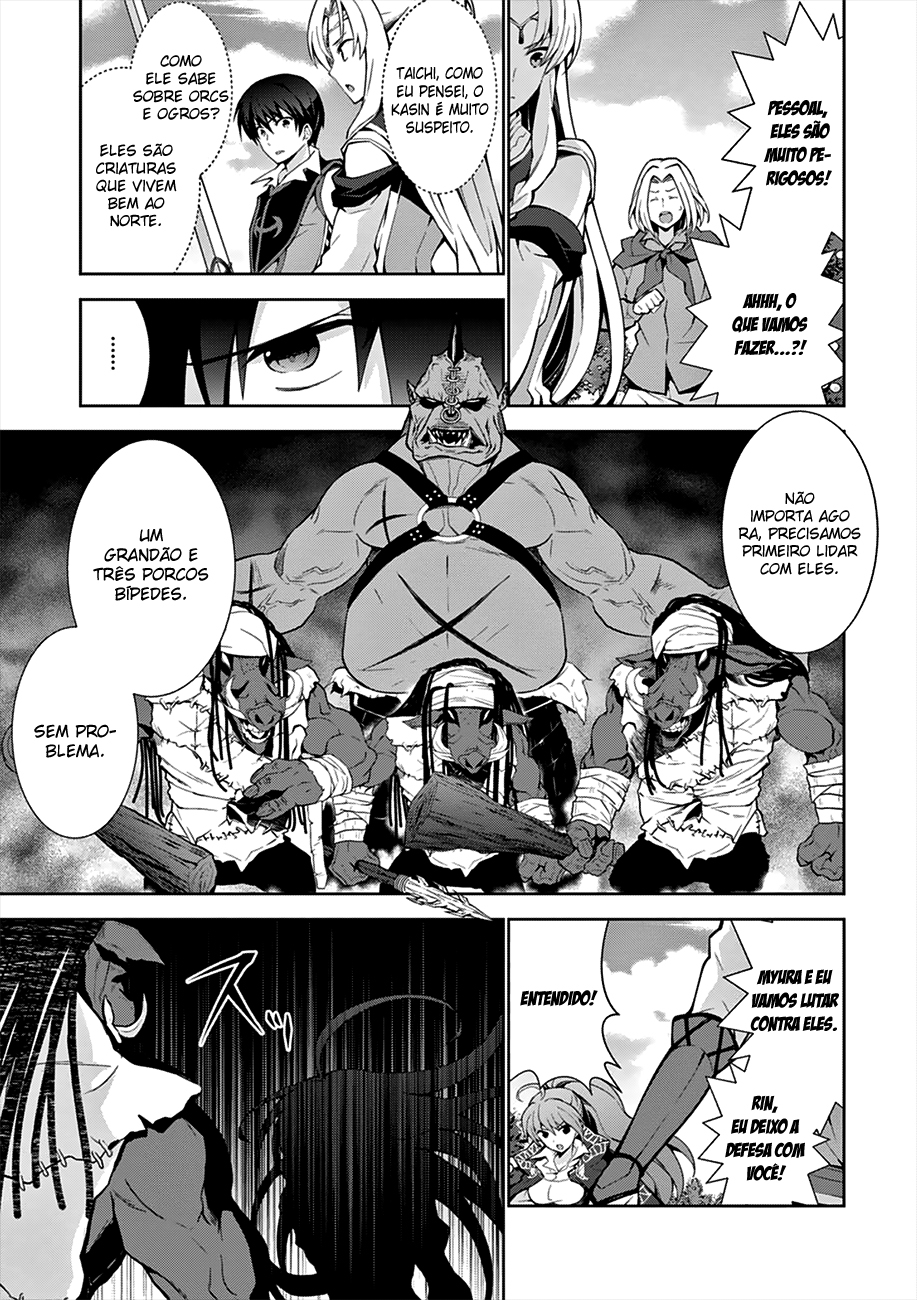 PESSOAL,
ELES SÃO
MUITO PE-
RIGOSOS!
AHHH, O
QUE VAMOS
FAZER...?!
TAICHI, COMO
EU PENSEI, O
KASIN É MUITO
SUSPEITO.
COMO
ELE SABE
SOBRE ORCS
E OGROS?
ELES SÃO
CRIATURAS
QUE VIVEM
BEM AO
NORTE.
........
NÃO
IMPORTA AGO
RA, PRECISAMOS
PRIMEIRO LIDAR
COM ELES.
UM
GRANDÃO E
TRÊS PORCOS
BÍPEDES.
SEM PRO-
BLEMA.
MYURA E EU
VAMOS LUTAR
CONTRA ELES.
RIN,
EU DEIXO A
DEFESA COM
VOCÊ!
ENTENDIDO!
スッ